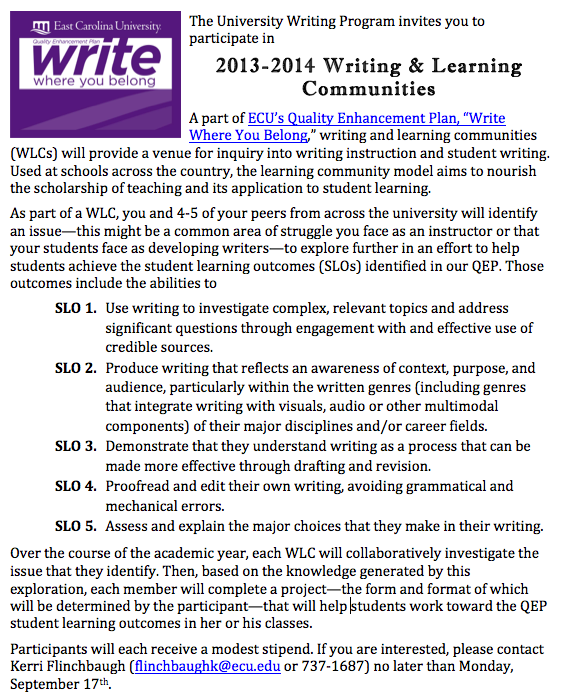 East Carolina University.
Quality Enhancement Plan
write
where you belong
The University Writing Program invites you to
participate in
2013-2014 Writing & Learning
Communities
A part of ECU's Quality Enhancement Plan, "Write
Where You Belong," writing and learning communities
(WLCs) will provide a venue for inquiry into writing instruction and student writing.
Used at schools across the country, the learning community model aims to nourish
the scholarship of teaching and its application to student learning.
As part of a WLC, you and 4-5 of your peers from across the university will identify
an issue—this might be a common area of struggle you face as an instructor or that
your students face as developing writers—to explore further in an effort to help
students achieve the student learning outcomes (SLOs) identified in our QEP. Those
outcomes include the abilities to
SLO 1. Use writing to investigate complex, relevant topics and address
significant questions through engagement with and effective use of
credible sources.
SLO 2. Produce writing that reflects an awareness of context, purpose, and
audience, particularly within the written genres (including genres
that integrate writing with visuals, audio or other multimodal
components) of their major disciplines and/or career fields.
SLO 3. Demonstrate that they understand writing as a process that can be
made more effective through drafting and revision.
SLO 4. Proofread and edit their own writing, avoiding grammatical and
mechanical errors.
SLO 5. Assess and explain the major choices that they make in their writing.
Over the course of the academic year, each WLC will collaboratively investigate the
issue that they identify. Then, based on the knowledge generated by this
exploration, each member will complete a project—the form and format of which
will be determined by the participant—that will help students work toward the QEP
student learning outcomes in her or his classes.
Participants will each receive a modest stipend. If you are interested, please contact
Kerri Flinchbaugh (flinchbaughk@ecu.edu or 737-1687) no later than Monday,
September 17th.